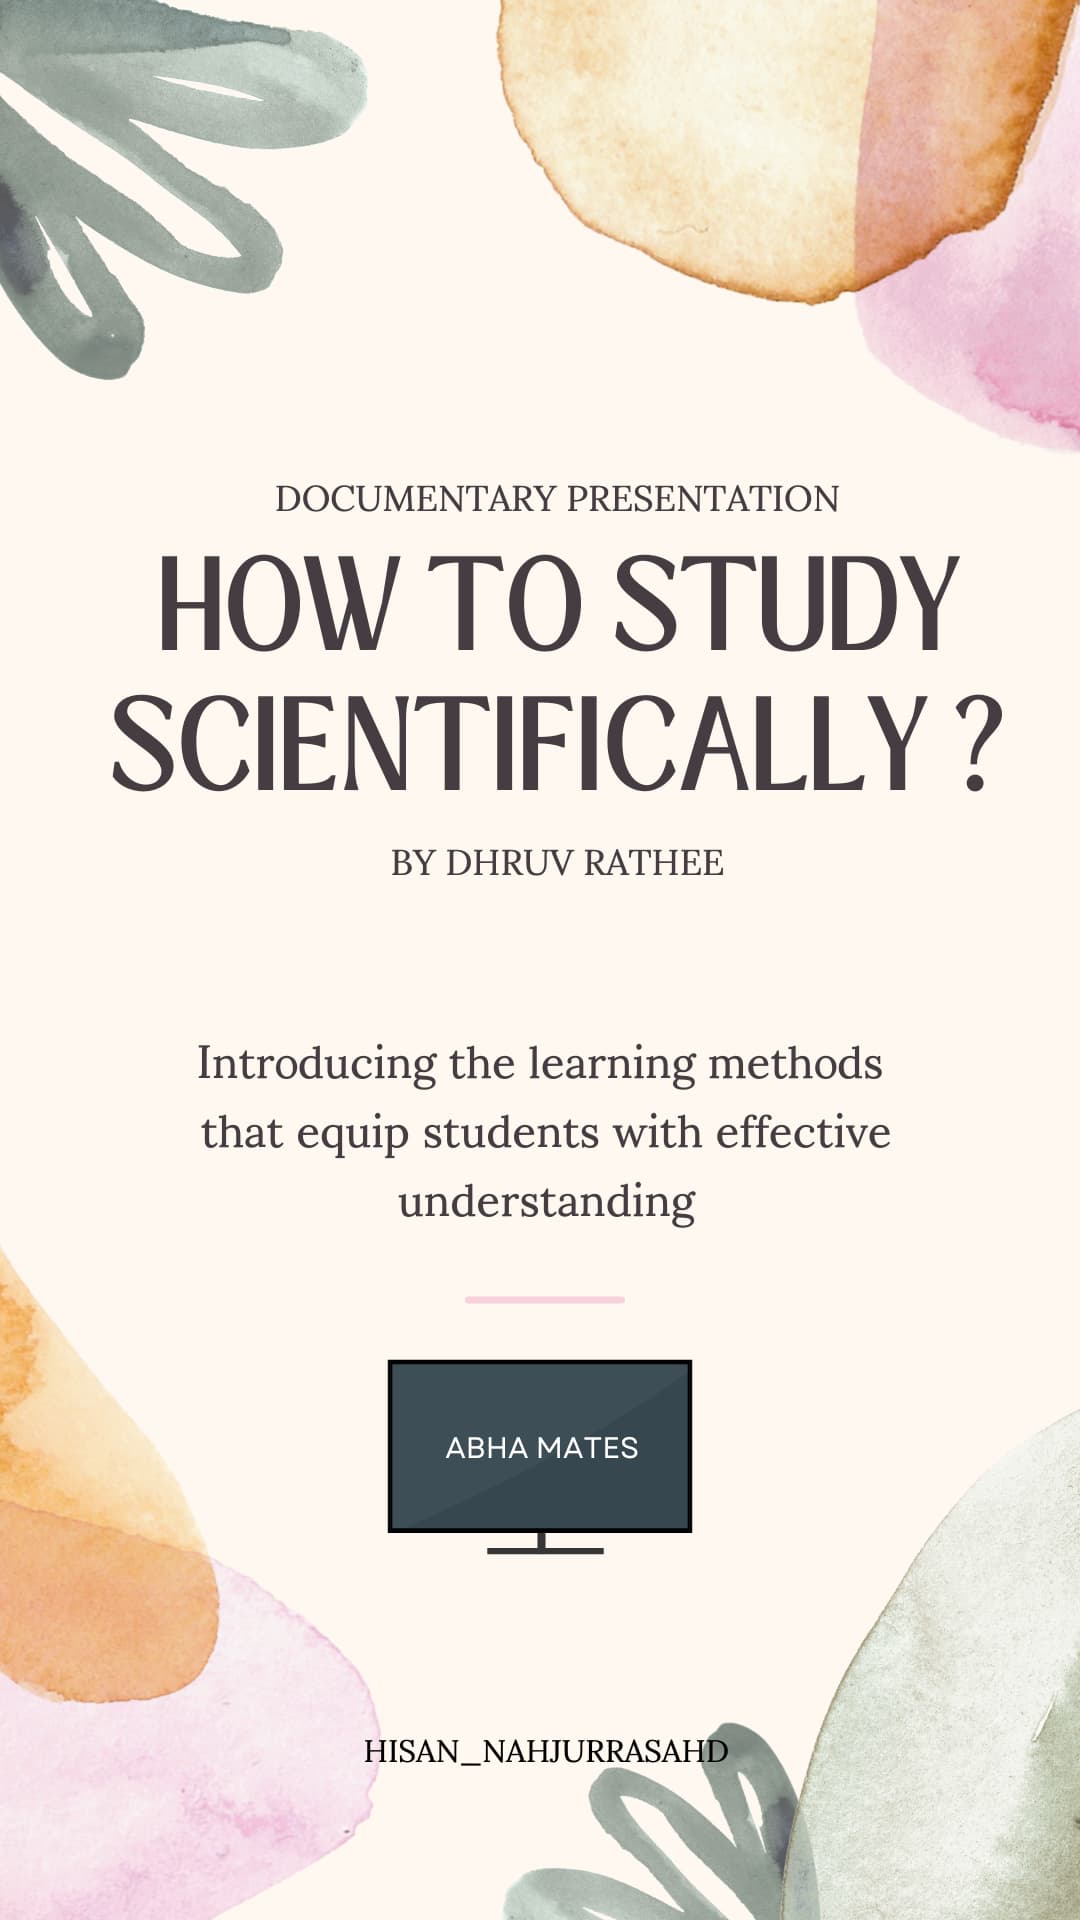 DOCUMENTARY PRESENTATION
HOW TO STUDY
SCIENTIFICALLY ?
BY DHRUV RATHEE
Introducing the learning methods
that equip students with effective
understanding
ABHA MATES
HISAN_NAHJURRASAHD